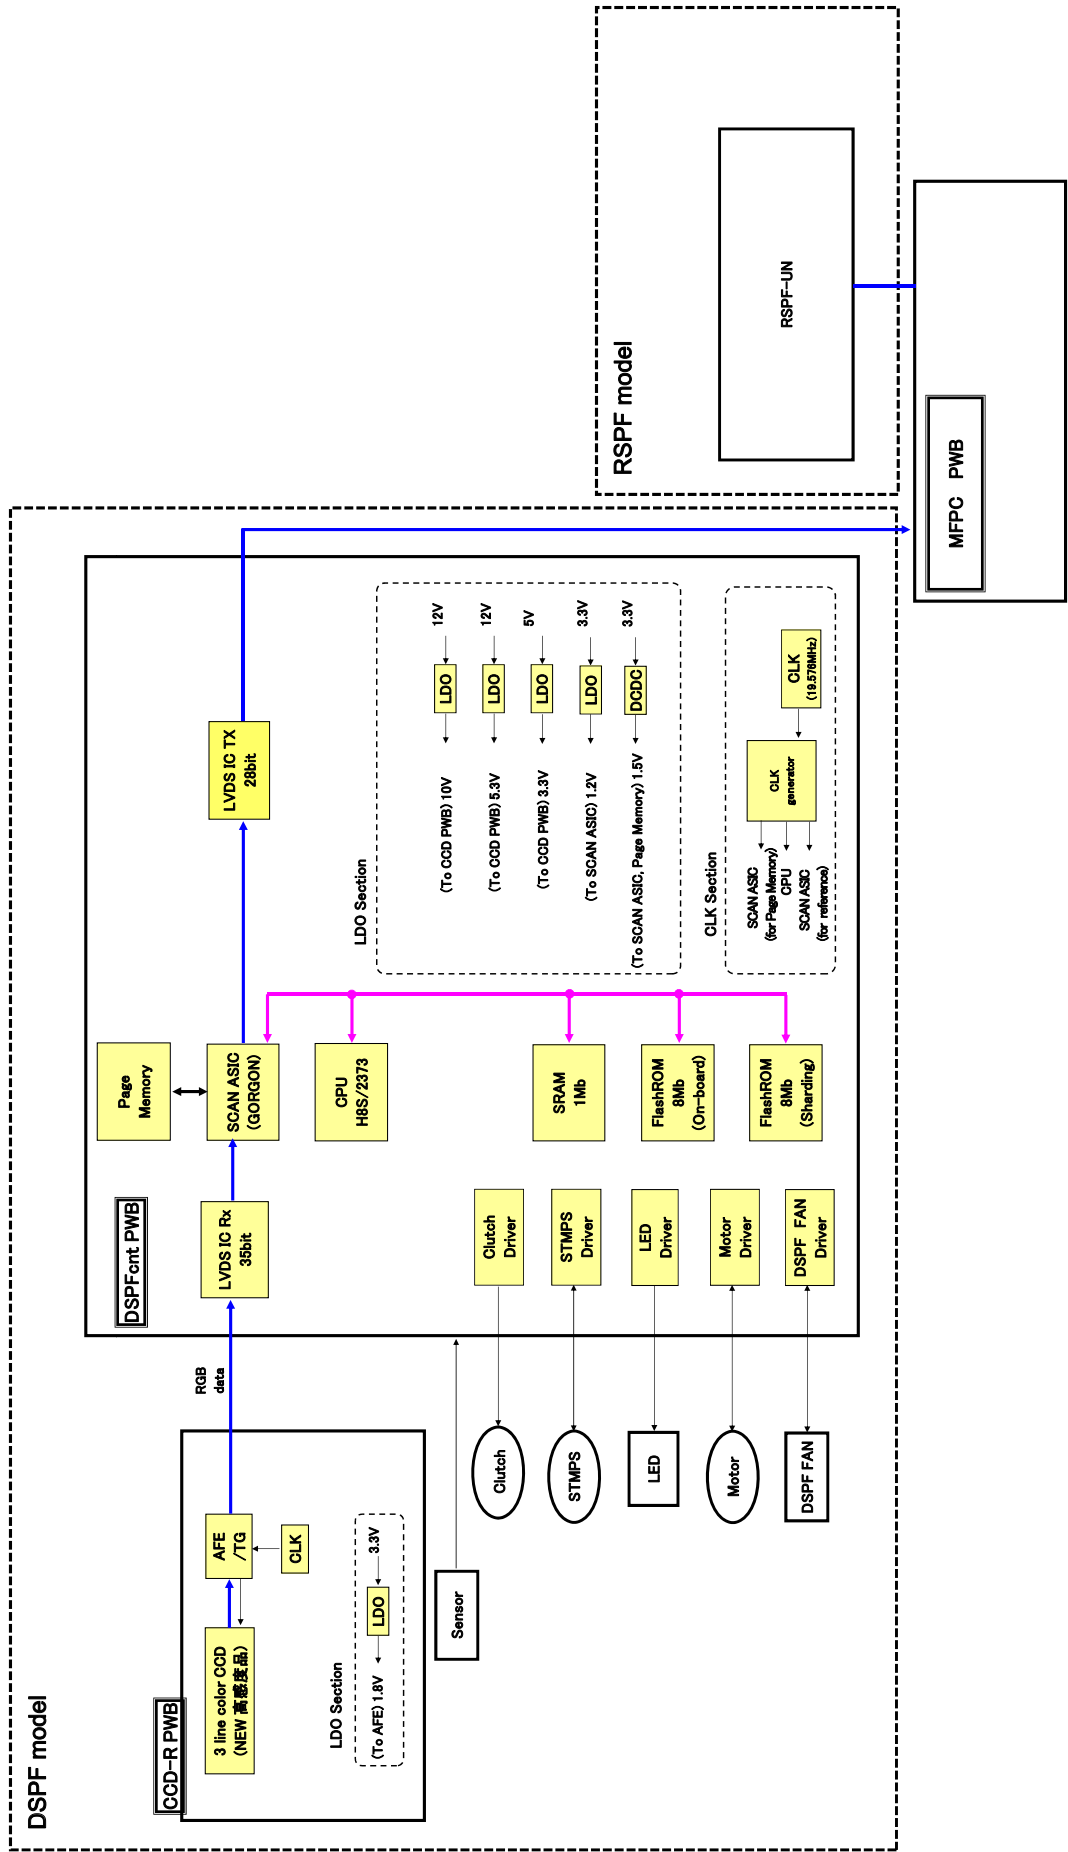 DSPF model
CCD-R PWB
3 line color CCD
(NEW 高感度品)
AFE
/TG
CLK
LDO Section
(To AFE) 1.8V
LDO
3.3V
RGB
data
Sensor
Clutch
STMPS
LED
Motor
DSPF FAN
DSPFcnt PWB
LVDS IC Rx
35bit
Page
Memory
SCAN ASIC
(GORGON)
CPU
H8S/2373
SRAM
1Mb
FlashROM
8Mb
(On-board)
FlashROM
8Mb
(Sharding)
Clutch
Driver
STMPS
Driver
LED
Driver
Motor
Driver
DSPF FAN
Driver
LVDS IC TX
28bit
LDO Section
(To CCD PWB) 10V
LDO
12V
(To CCD PWB) 5.3V
LDO
12V
(To CCD PWB) 3.3V
LDO
5V
(To SCAN ASIC) 1.2V
LDO
3.3V
(To SCAN ASIC, Page Memory) 1.5V
DCDC
3.3V
CLK Section
SCAN ASIC
(for Page Memory)
CPU
SCAN ASIC
(for reference)
CLK
generator
CLK
(19.576MHz)
RSPF model
RSPF-UN
MFPC PWB